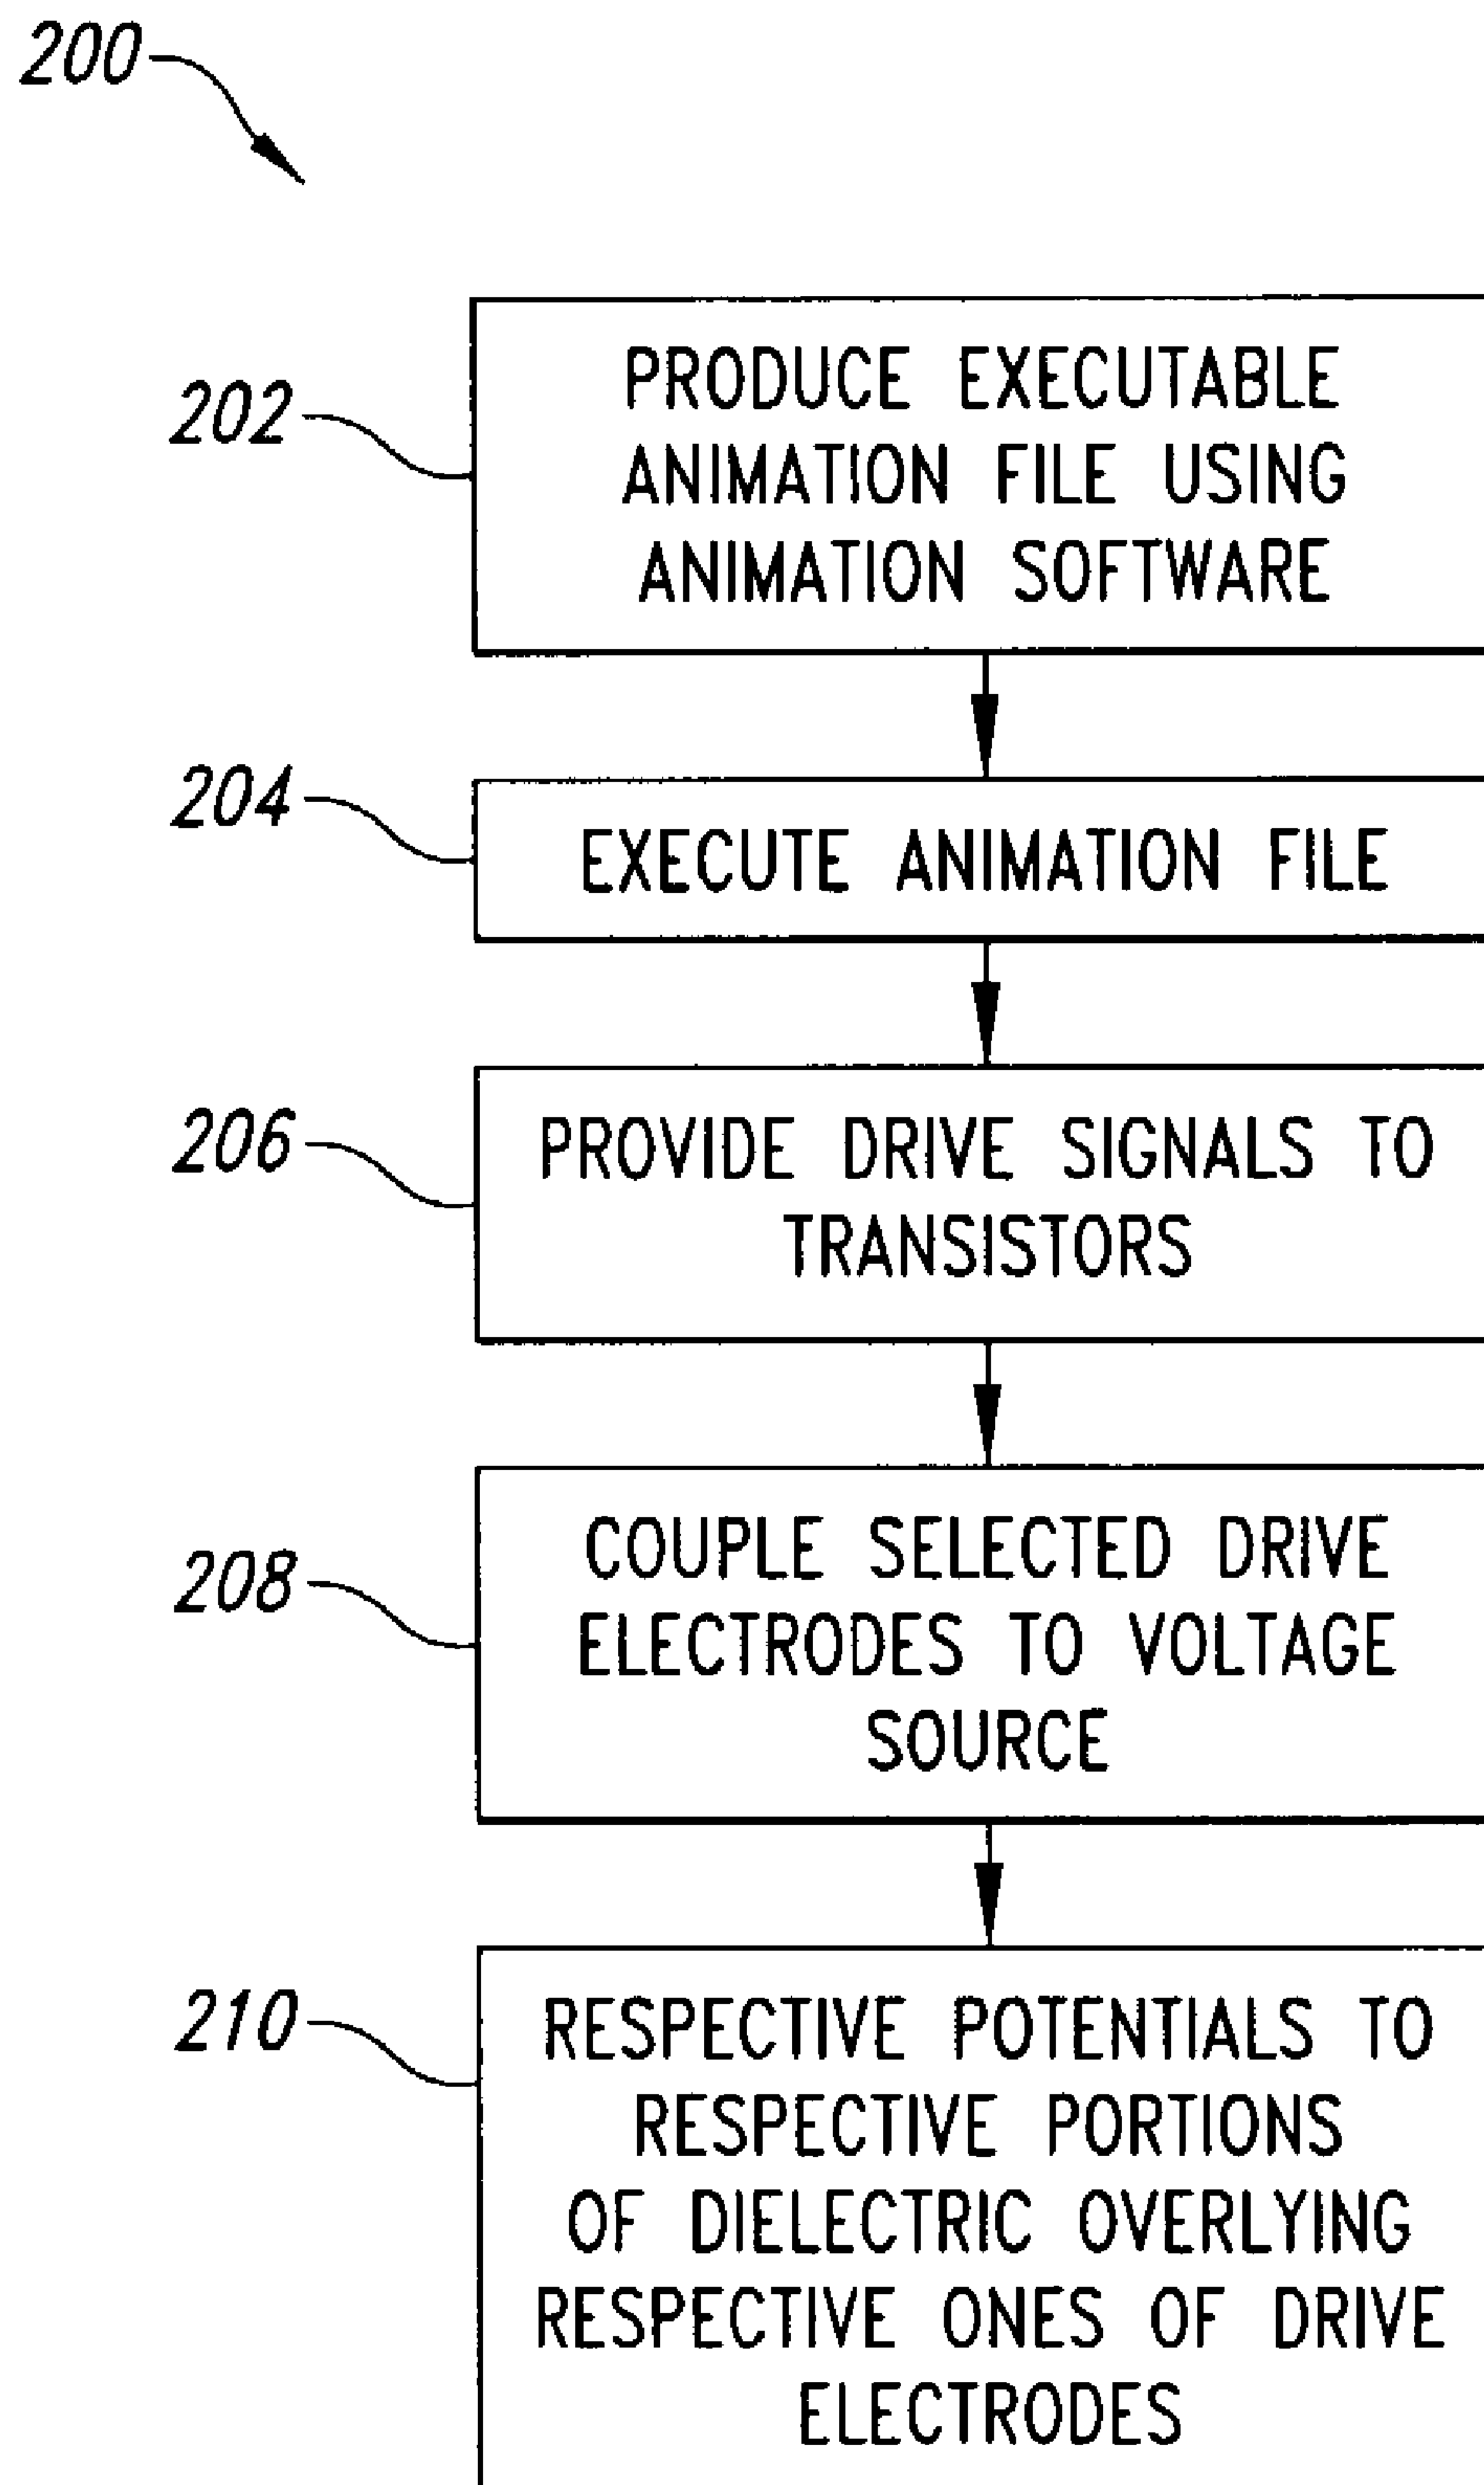 200
202
PRODUCE EXECUTABLE
ANIMATION FILE USING
ANIMATION SOFTWARE
204
EXECUTE ANIMATION FILE
206
PROVIDE DRIVE SIGNALS TO
TRANSISTORS
208
COUPLE SELECTED DRIVE
ELECTRODES TO VOLTAGE
SOURCE
210
RESPECTIVE POTENTIALS TO
RESPECTIVE PORTIONS
OF DIELECTRIC OVERLYING
RESPECTIVE ONES OF DRIVE
ELECTRODES